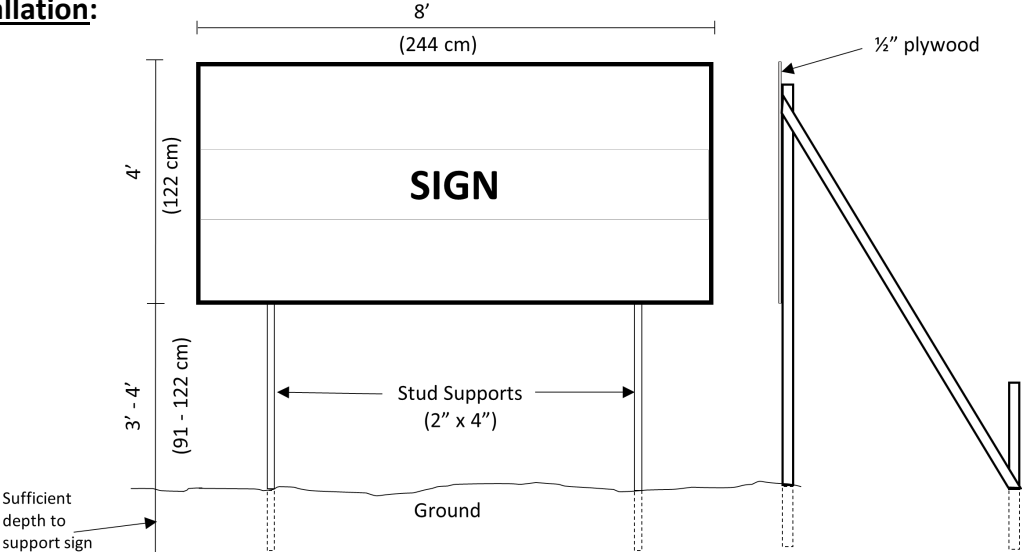 allation:
8’
(244 cm)
½” plywood
4’
(122 cm)
SIGN
3’ - 4’
(91 - 122 cm)
Stud Supports
(2” x 4”)
Ground
Sufficient
depth to
support sign